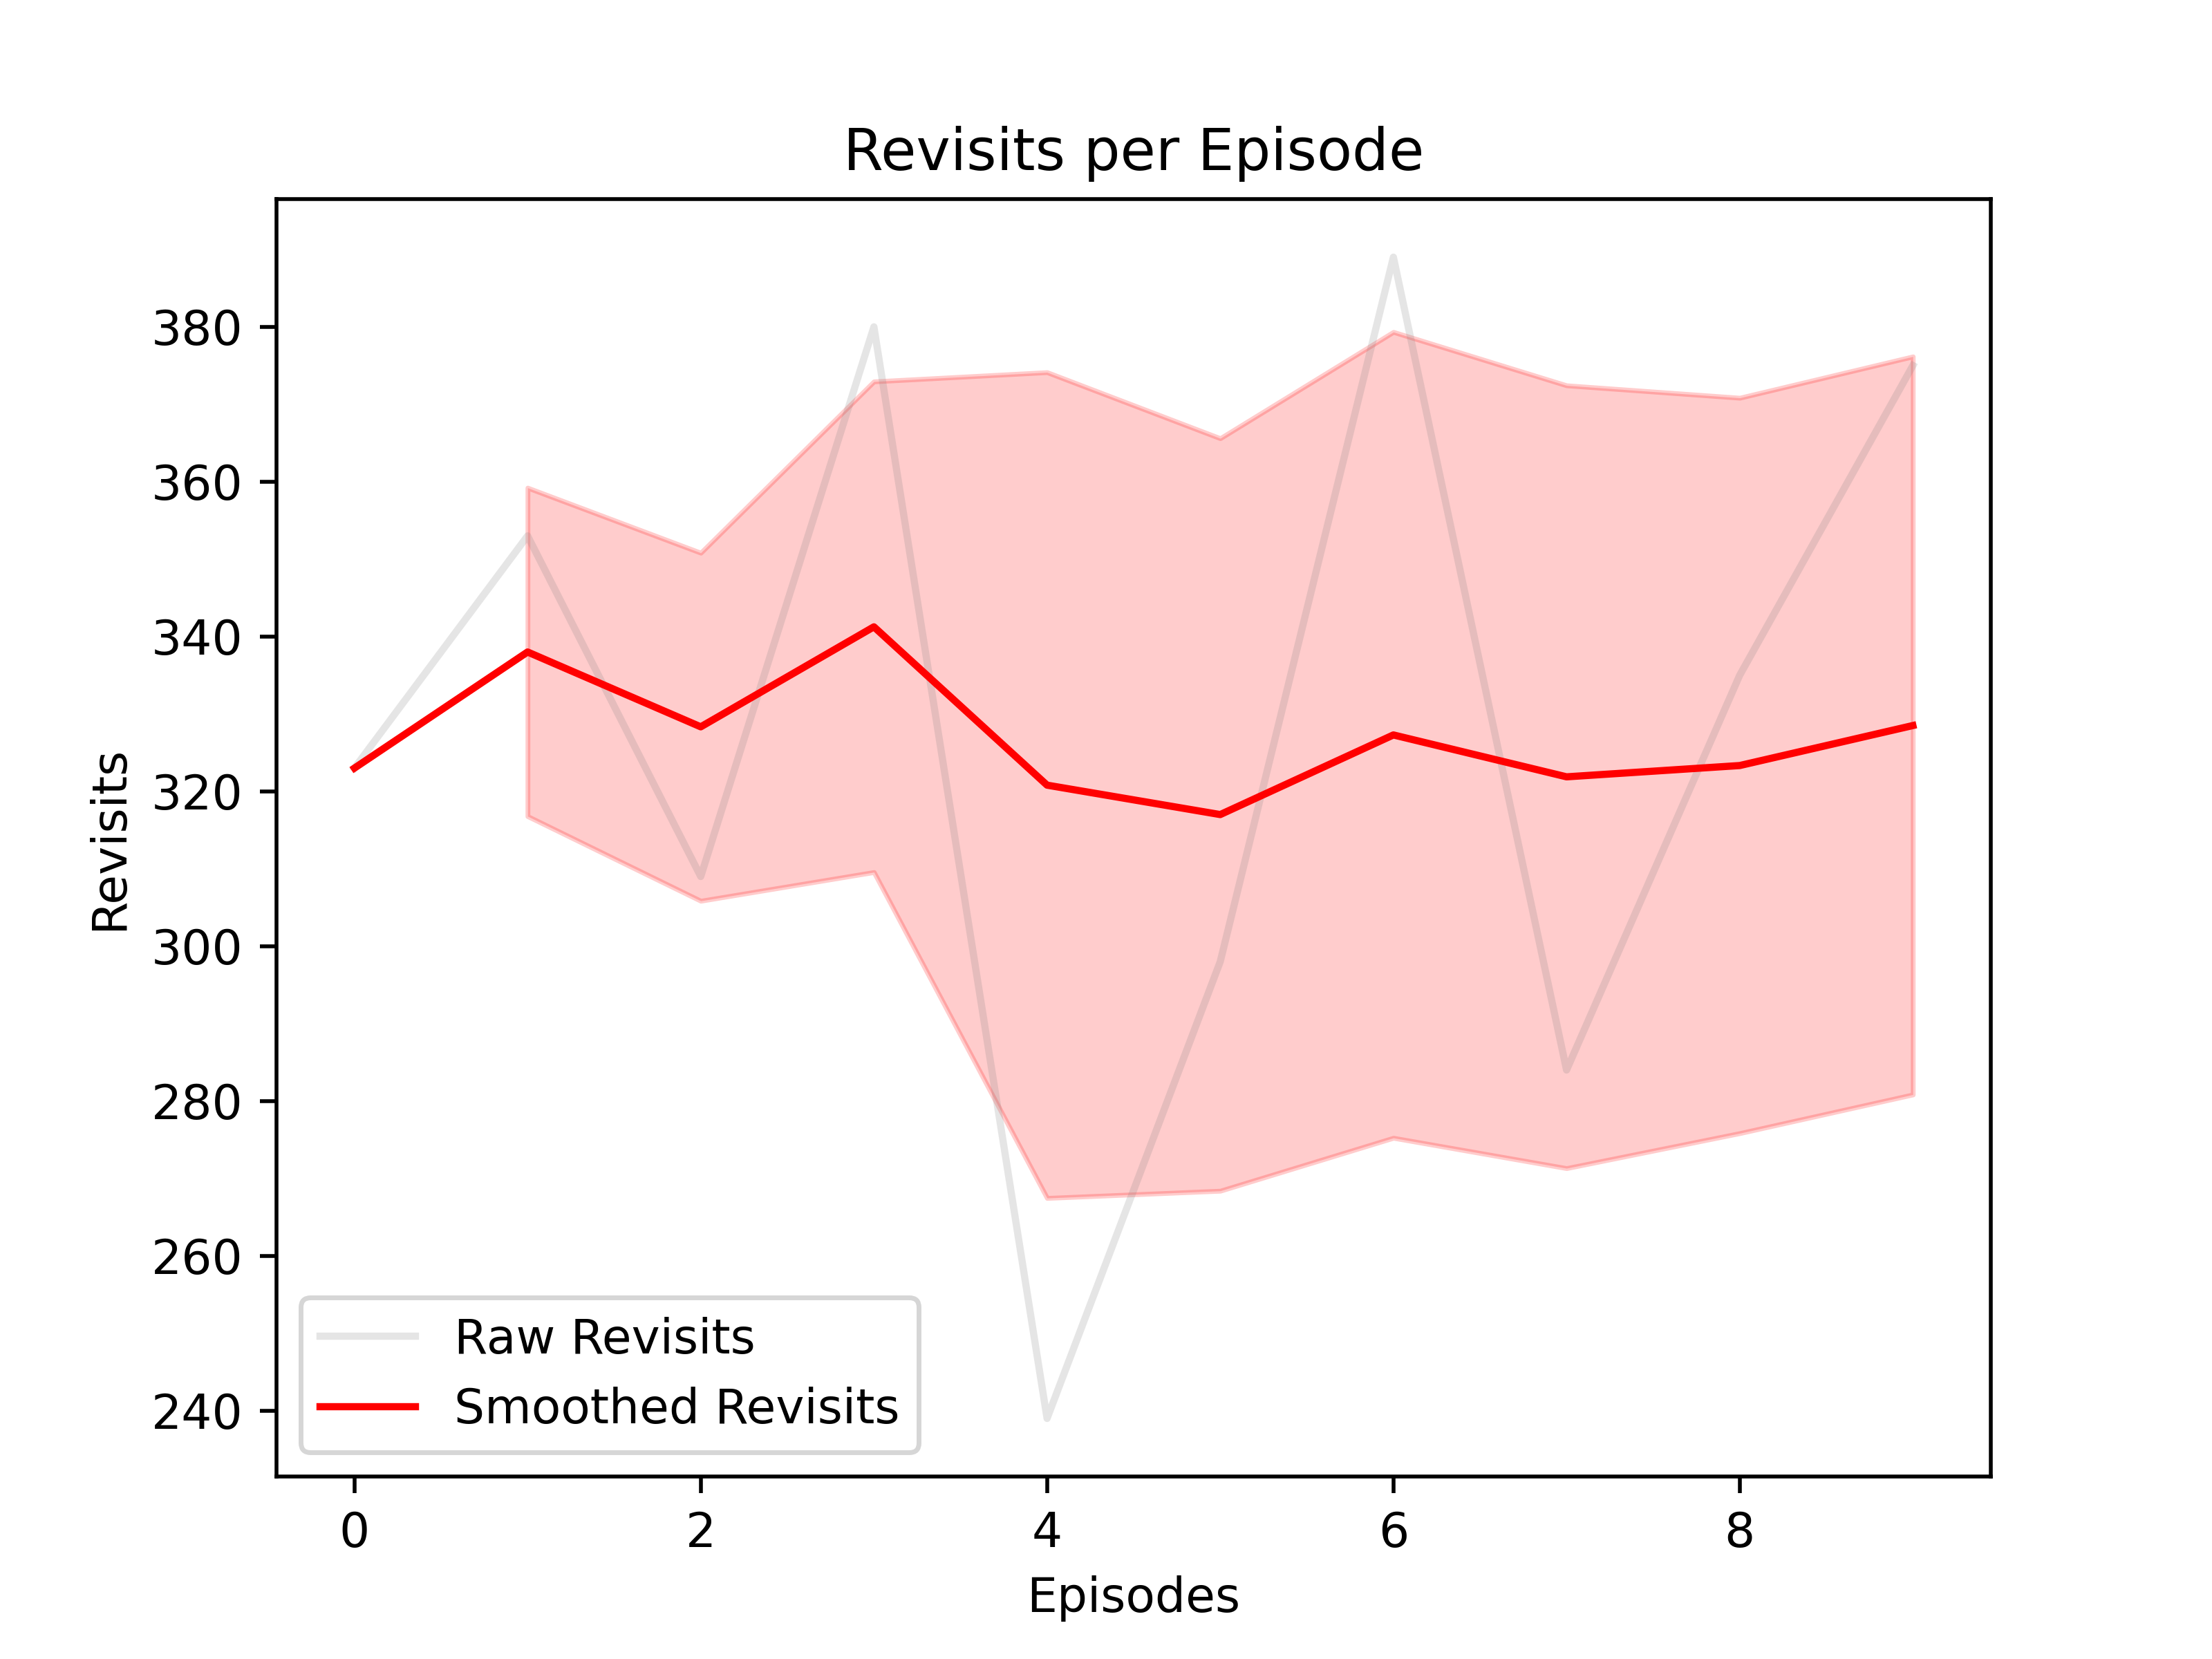 Revisits per Episode
Revisits
380
360
340
320
300
280
260
240
Raw Revisits
Smoothed Revisits
0 2 4 6 8
Episodes